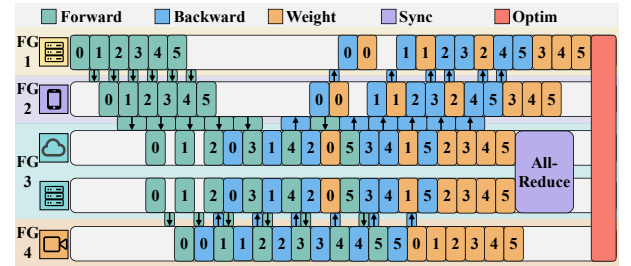 Forward Backward Weight Sync Optim
FG 1 0 1 2 3 4 5 0 0 1 1 2 3 2 4 5 3 4 5
FG 2 0 1 2 3 4 5 0 0 1 1 2 3 2 4 5 3 4 5
FG 3 0 1 2 0 3 1 4 2 0 5 3 4 1 5 2 3 4 5 All-Reduce
0 1 2 0 3 1 4 2 0 5 3 4 1 5 2 3 4 5
FG 4 0 0 1 1 2 2 3 3 4 4 5 5 0 1 2 3 4 5